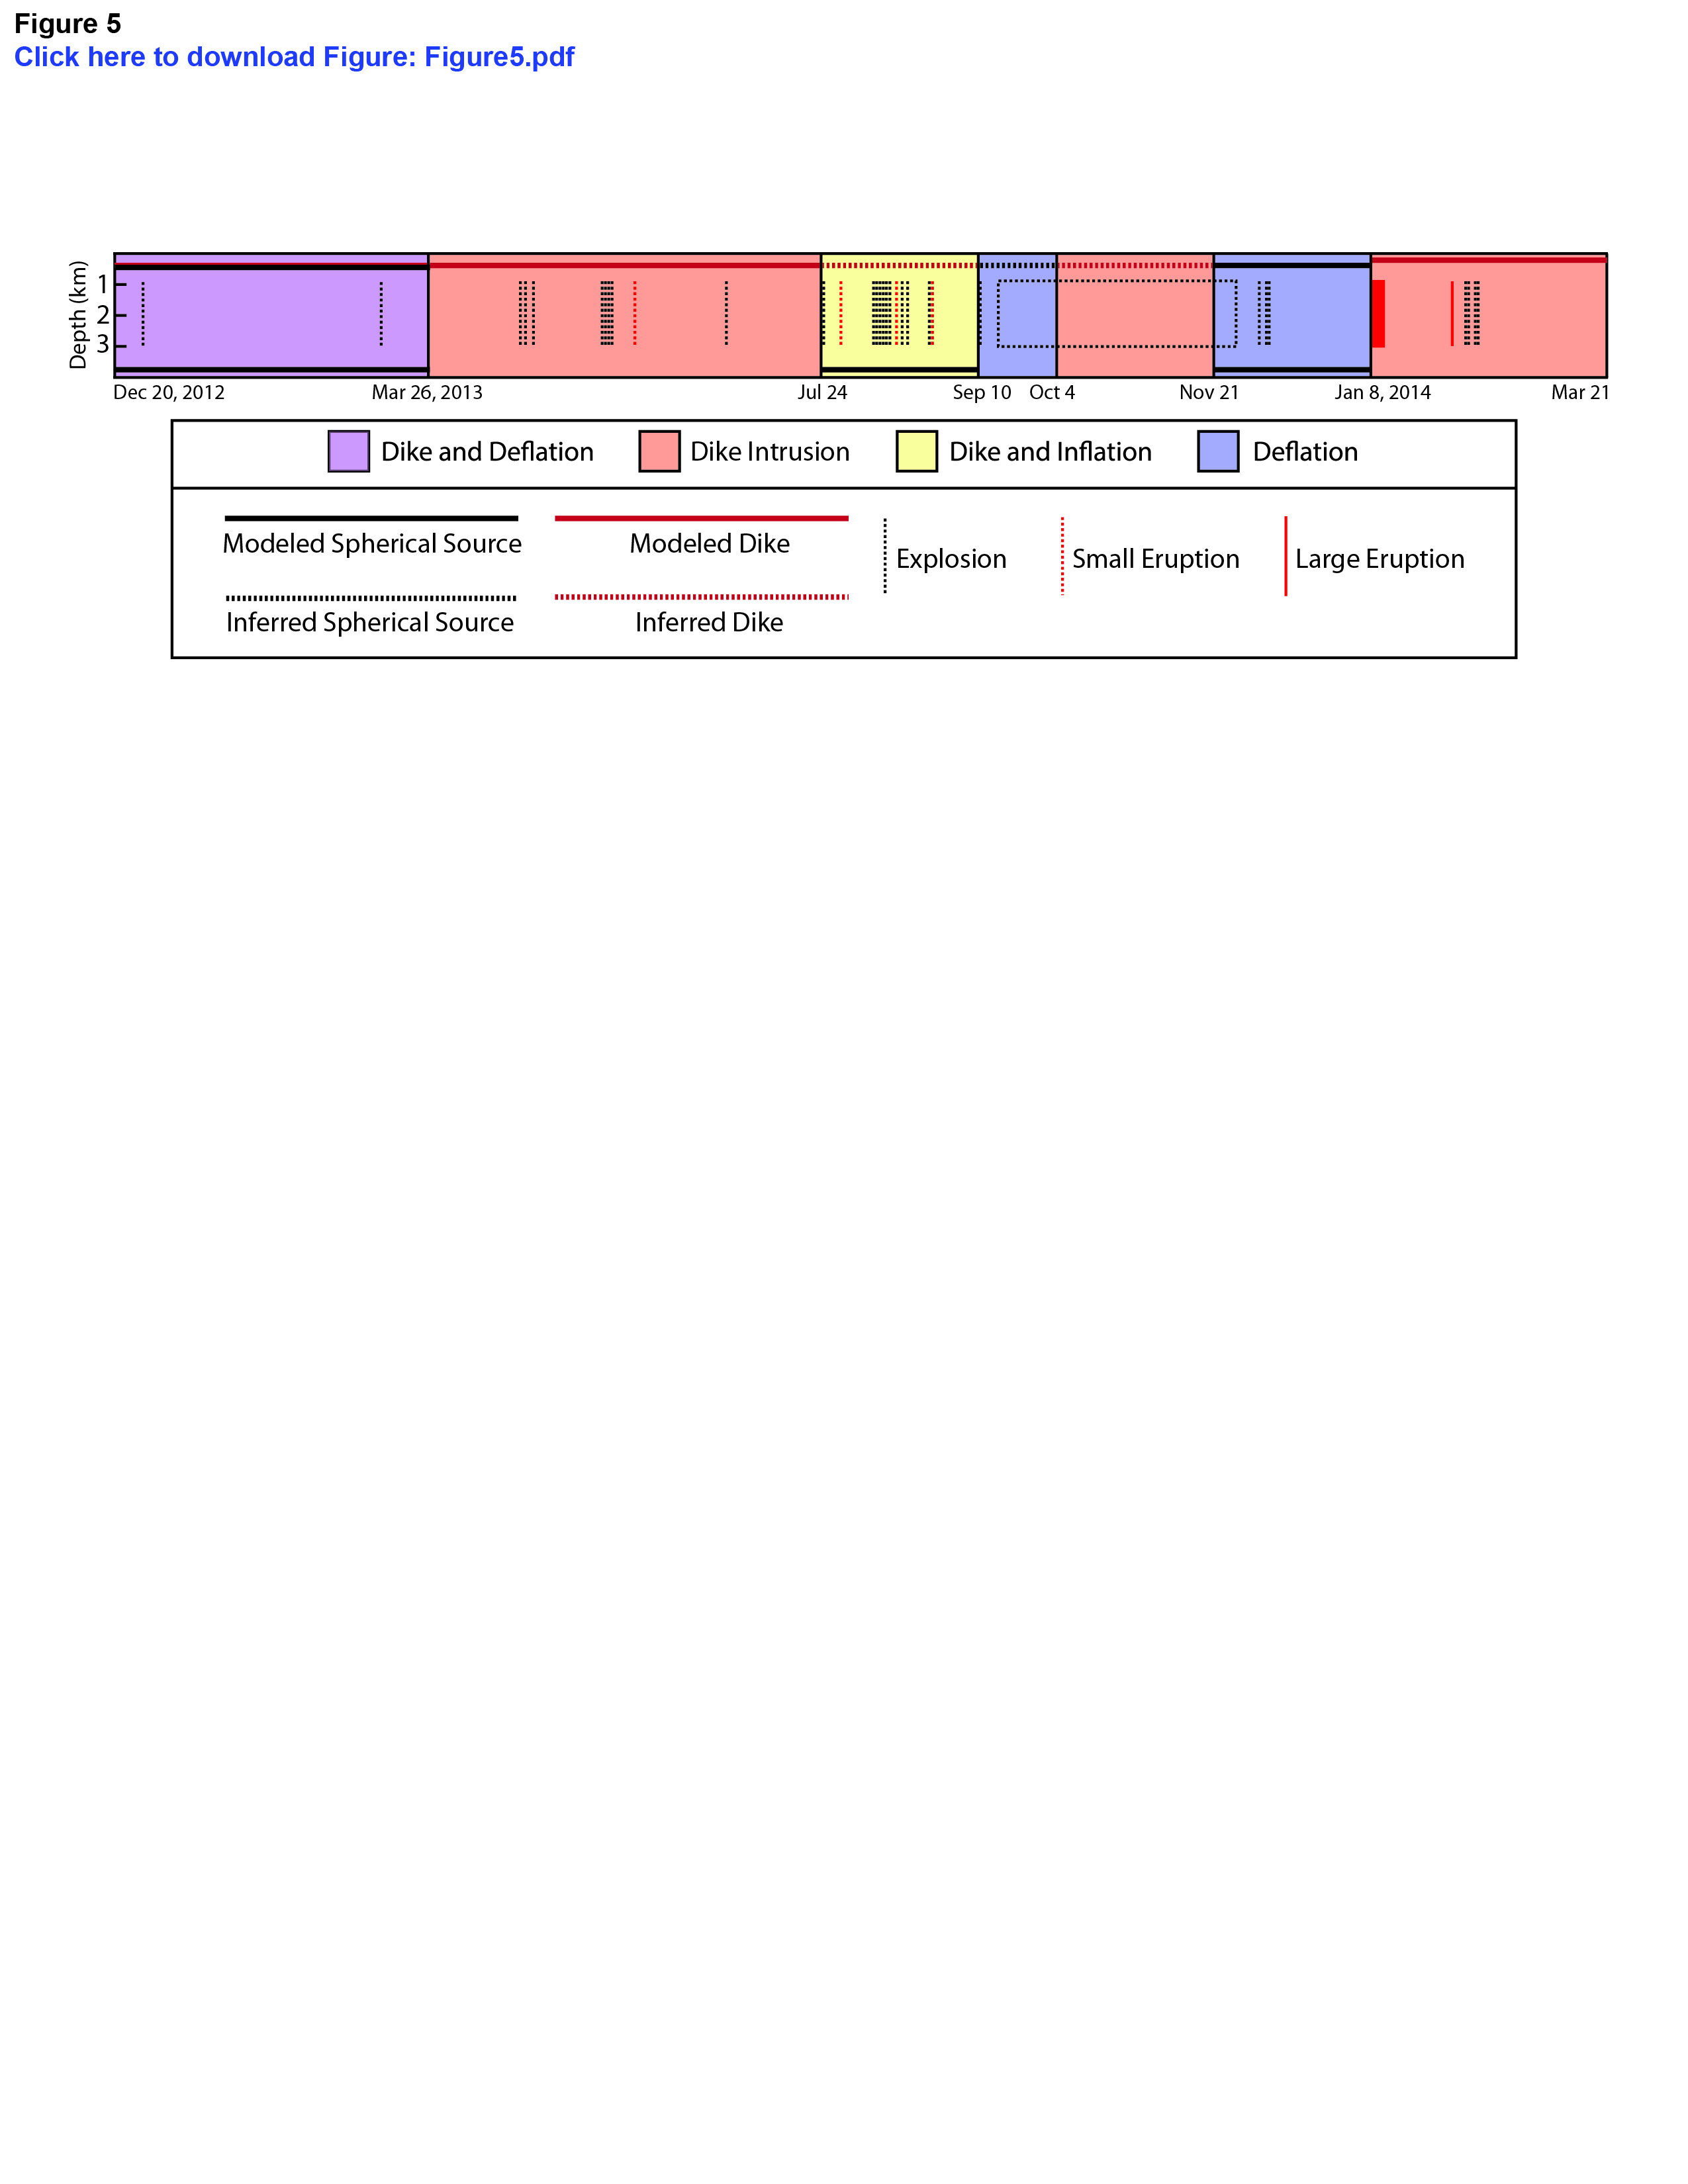 Figure 5
Click here to download Figure: Figure5.pdf
Depth (km)
1
2
3
Dec 20, 2012 Mar 26, 2013 Jul 24 Sep 10 Oct 4 Nov 21 Jan 8, 2014 Mar 21
Dike and Deflation Dike Intrusion Dike and Inflation Deflation
Modeled Spherical Source Modeled Dike Explosion Small Eruption Large Eruption
Inferred Spherical Source Inferred Dike